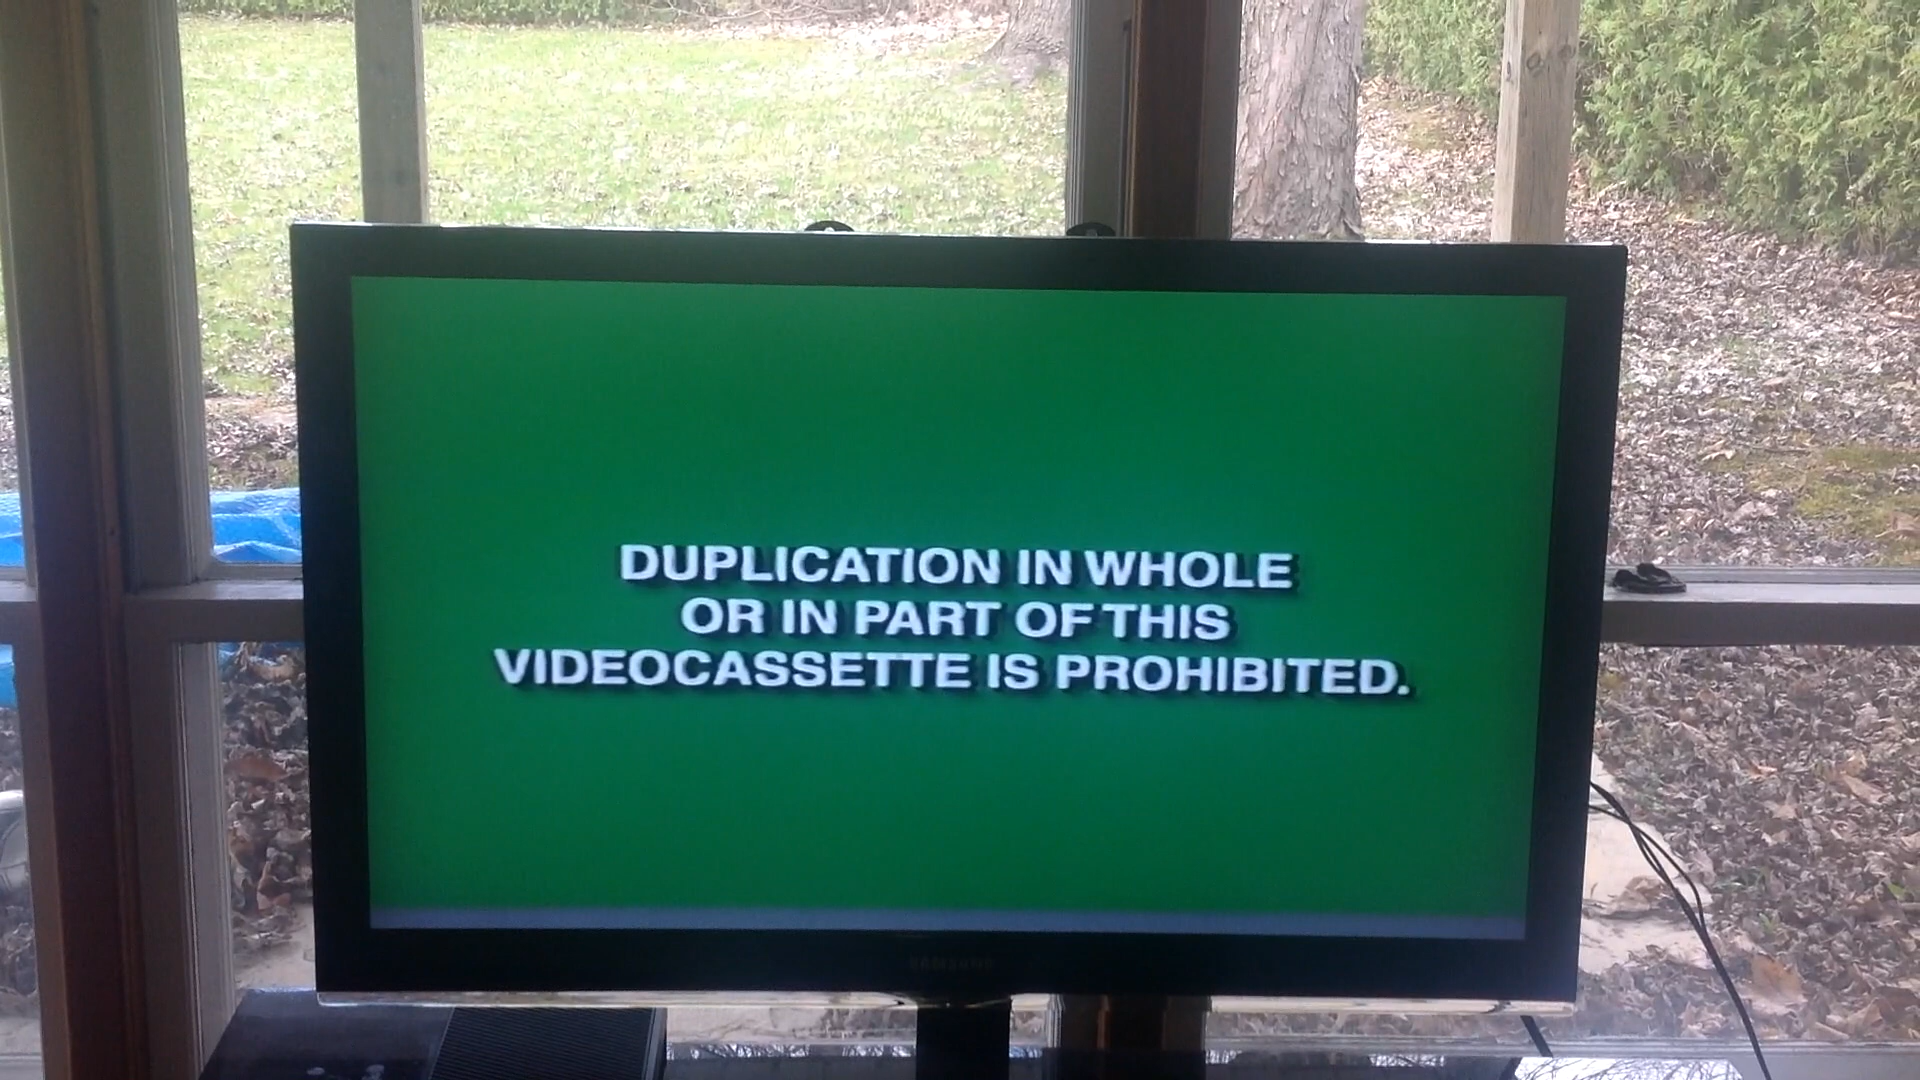 DUPLICATION IN WHOLE
OR IN PART OF THIS
VIDEOCASSETTE IS PROHIBITED.